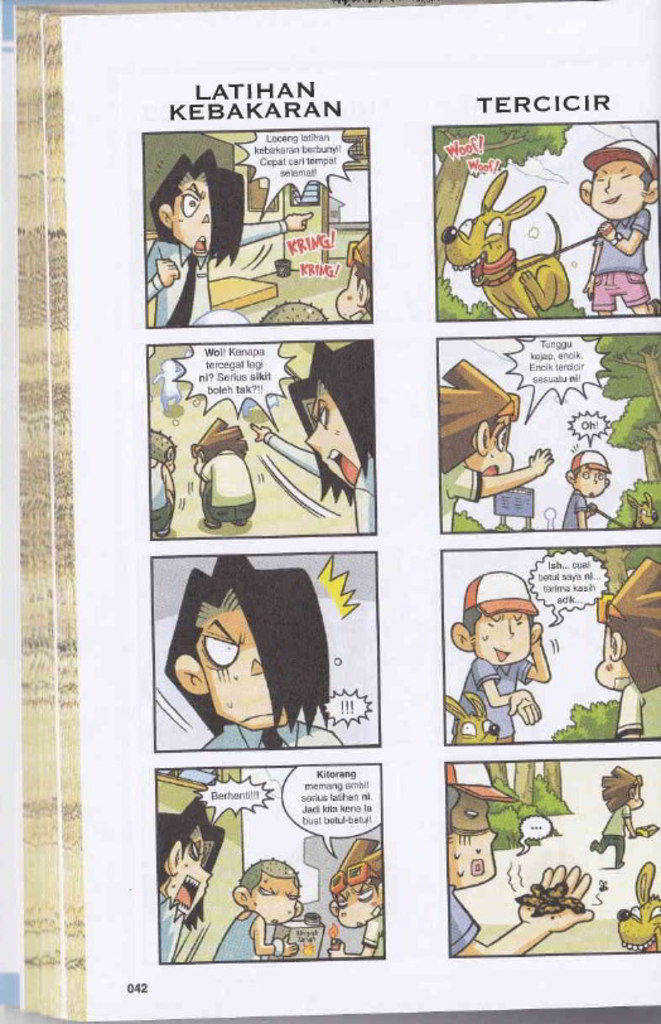 LATIHAN
KEBAKARAN
Loceng latihan
kebakaran berbunyi!
Cepat cari tempat
selamat!
KRING!
KRING!
Woi! Kenapa
tercegat lagi
ni? Serius sikit
boleh tak?!!
!!!
Berhenti!!!
Kitorang
memang ambil
serius latihan ni.
Jadi kita kena la
buat betul-betul!
Minyak
TERCICIR
Woof!
Woof!
Tunggu
kejap, encik.
Encik tercicir
sesuatu ni!
Oh!
Ish... cuai
betul saya ni...
terima kasih
adik...
...
042